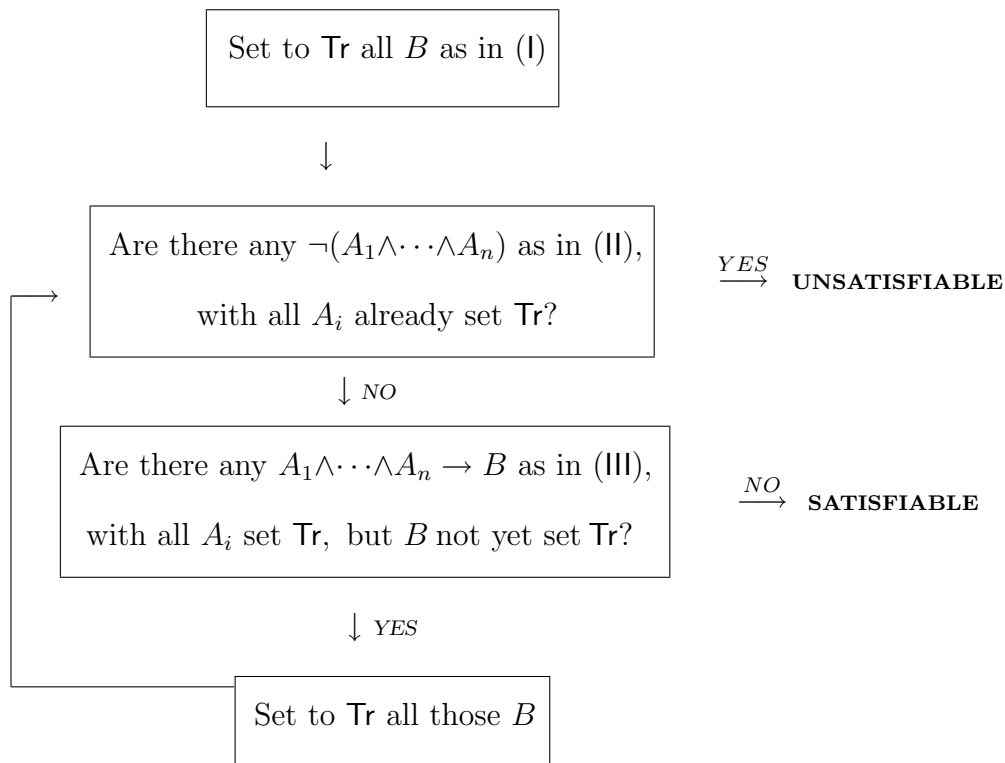 Set to Tr all B as in (I)
↓
Are there any ¬(A₁∧⋯∧Aₙ) as in (II),
with all Aᵢ already set Tr?
YES
→ UNSATISFIABLE
↓ NO
Are there any A₁∧⋯∧Aₙ → B as in (III),
with all Aᵢ set Tr, but B not yet set Tr?
NO
→ SATISFIABLE
↓ YES
Set to Tr all those B